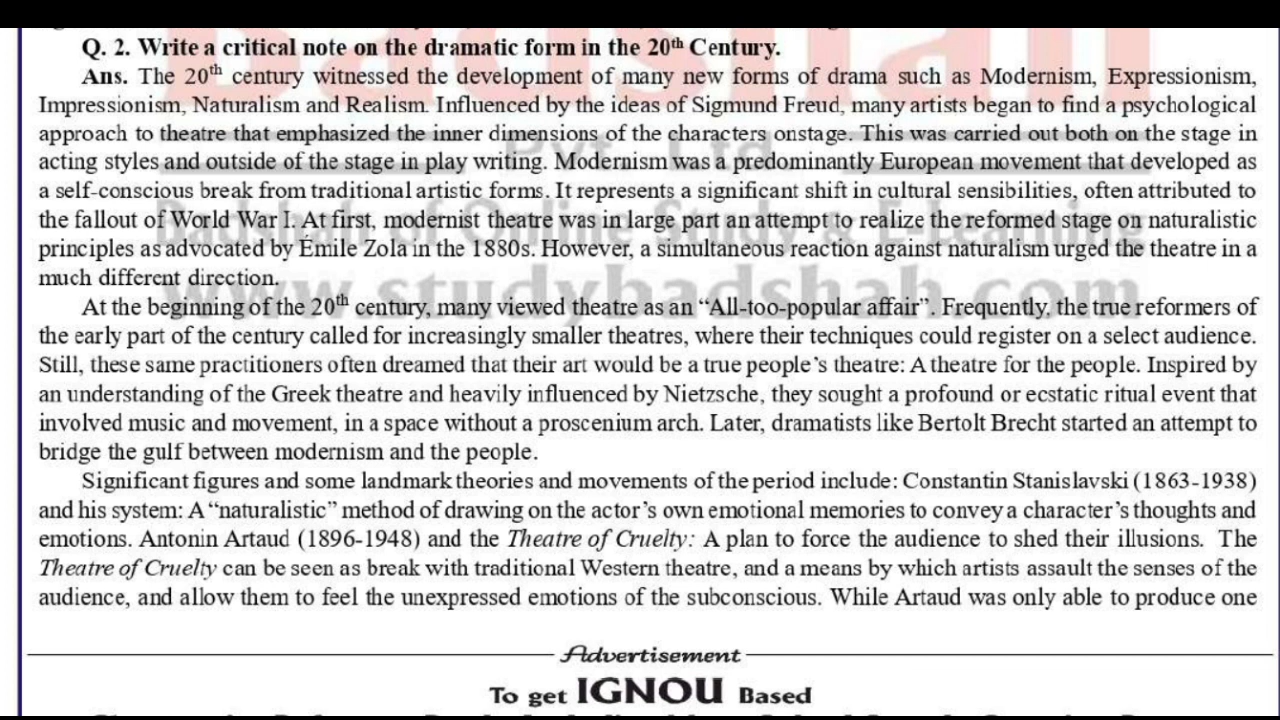 Q. 2. Write a critical note on the dramatic form in the 20th Century.
Ans. The 20th century witnessed the development of many new forms of drama such as Modernism, Expressionism,
Impressionism, Naturalism and Realism. Influenced by the ideas of Sigmund Freud, many artists began to find a psychological
approach to theatre that emphasized the inner dimensions of the characters onstage. This was carried out both on the stage in
acting styles and outside of the stage in play writing. Modernism was a predominantly European movement that developed as
a self-conscious break from traditional artistic forms. It represents a significant shift in cultural sensibilities, often attributed to
the fallout of World War I. At first, modernist theatre was in large part an attempt to realize the reformed stage on naturalistic
principles as advocated by Émile Zola in the 1880s. However, a simultaneous reaction against naturalism urged the theatre in a
much different direction.
At the beginning of the 20th century, many viewed theatre as an “All-too-popular affair”. Frequently, the true reformers of
the early part of the century called for increasingly smaller theatres, where their techniques could register on a select audience.
Still, these same practitioners often dreamed that their art would be a true people’s theatre: A theatre for the people. Inspired by
an understanding of the Greek theatre and heavily influenced by Nietzsche, they sought a profound or ecstatic ritual event that
involved music and movement, in a space without a proscenium arch. Later, dramatists like Bertolt Brecht started an attempt to
bridge the gulf between modernism and the people.
Significant figures and some landmark theories and movements of the period include: Constantin Stanislavski (1863-1938)
and his system: A “naturalistic” method of drawing on the actor’s own emotional memories to convey a character’s thoughts and
emotions. Antonin Artaud (1896-1948) and the Theatre of Cruelty: A plan to force the audience to shed their illusions. The
Theatre of Cruelty can be seen as break with traditional Western theatre, and a means by which artists assault the senses of the
audience, and allow them to feel the unexpressed emotions of the subconscious. While Artaud was only able to produce one
Advertisement
To get IGNOU Based
Badshah
Pvt. Ltd
Badshah of Online Study & E-Learning
www.studybadshah.com